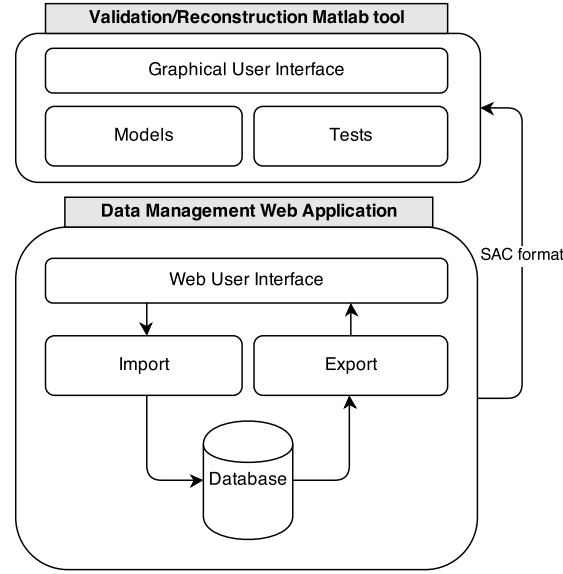 Validation/Reconstruction Matlab tool
Graphical User Interface
Models
Tests
Data Management Web Application
SAC format
Web User Interface
Import
Export
Database